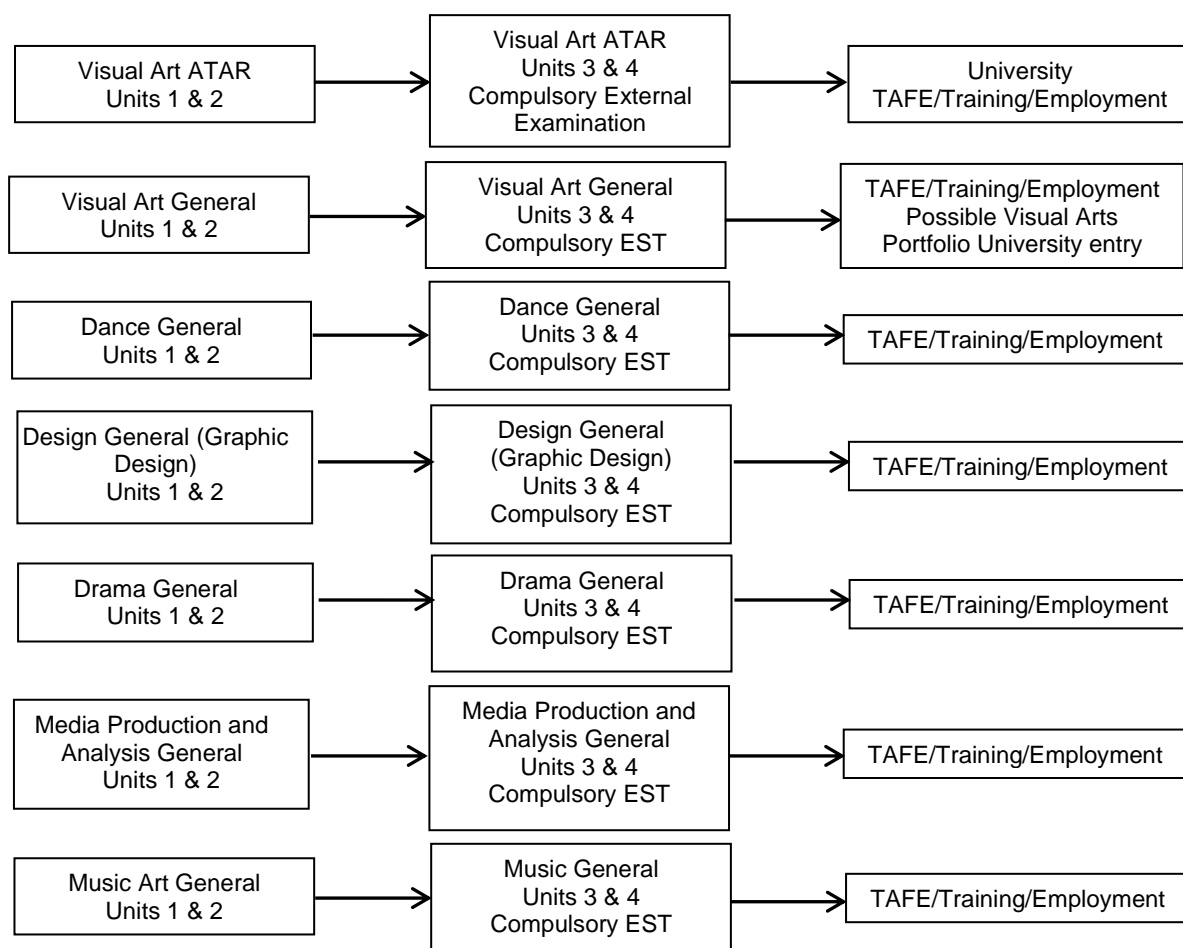 Visual Art ATAR
Units 1 & 2
Visual Art ATAR
Units 3 & 4
Compulsory External
Examination
University
TAFE/Training/Employment
Visual Art General
Units 1 & 2
Visual Art General
Units 3 & 4
Compulsory EST
TAFE/Training/Employment
Possible Visual Arts
Portfolio University entry
Dance General
Units 1 & 2
Dance General
Units 3 & 4
Compulsory EST
TAFE/Training/Employment
Design General (Graphic
Design)
Units 1 & 2
Design General
(Graphic Design)
Units 3 & 4
Compulsory EST
TAFE/Training/Employment
Drama General
Units 1 & 2
Drama General
Units 3 & 4
Compulsory EST
TAFE/Training/Employment
Media Production and
Analysis General
Units 1 & 2
Media Production and
Analysis General
Units 3 & 4
Compulsory EST
TAFE/Training/Employment
Music Art General
Units 1 & 2
Music General
Units 3 & 4
Compulsory EST
TAFE/Training/Employment